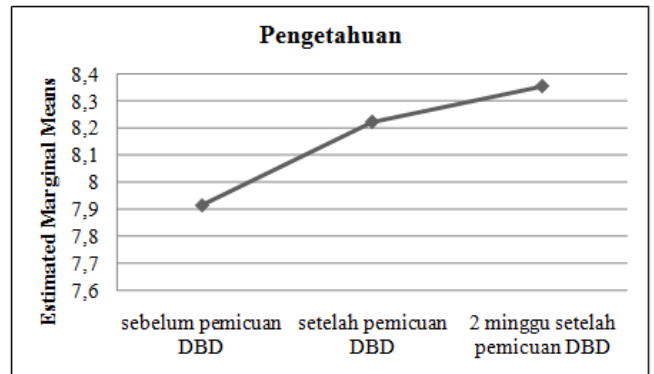 Pengetahuan
Estimated Marginal Means
8,4
8,3
8,2
8,1
8
7,9
7,8
7,7
7,6
sebelum pemicuan
DBD
setelah pemicuan
DBD
2 minggu setelah
pemicuan DBD